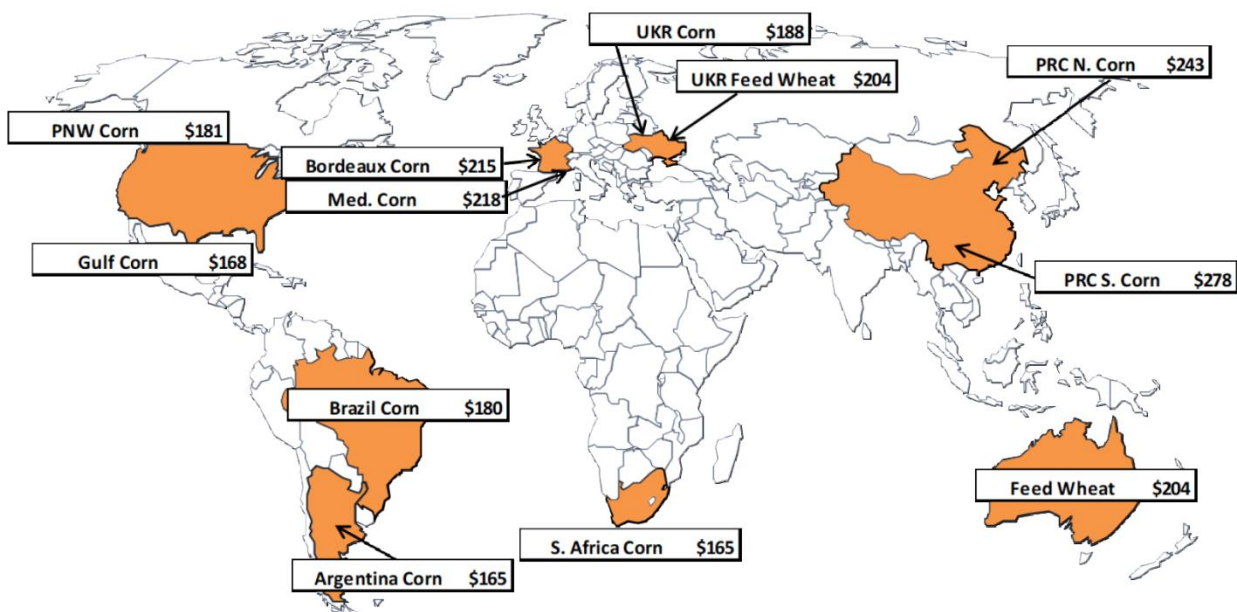 UKR Corn $188
UKR Feed Wheat $204
PRC N. Corn $243
PNW Corn $181
Bordeaux Corn $215
Med. Corn $218
Gulf Corn $168
PRC S. Corn $278
Brazil Corn $180
Feed Wheat $204
S. Africa Corn $165
Argentina Corn $165